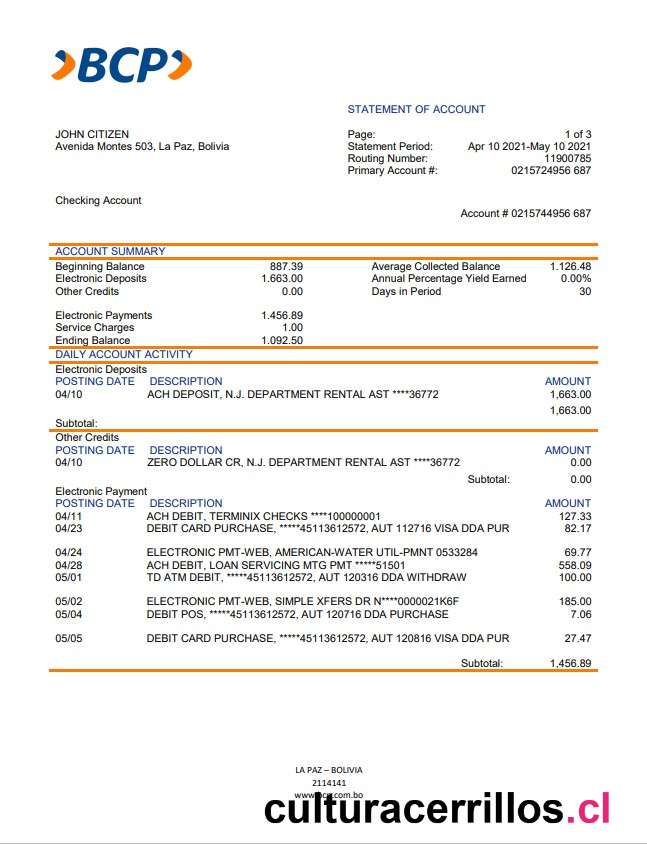 BCP
STATEMENT OF ACCOUNT
JOHN CITIZEN
Avenida Montes 503, La Paz, Bolivia
Page: 1 of 3
Statement Period: Apr 10 2021-May 10 2021
Routing Number: 11900785
Primary Account #: 0215724956 687
Checking Account
Account # 0215744956 687
ACCOUNT SUMMARY
Beginning Balance 887.39 Average Collected Balance 1.126.48
Electronic Deposits 1.663.00 Annual Percentage Yield Earned 0.00%
Other Credits 0.00 Days in Period 30
Electronic Payments 1.456.89
Service Charges 1.00
Ending Balance 1.092.50
DAILY ACCOUNT ACTIVITY
Electronic Deposits
POSTING DATE DESCRIPTION AMOUNT
04/10 ACH DEPOSIT, N.J. DEPARTMENT RENTAL AST ****36772 1,663.00
1,663.00
Subtotal:
Other Credits
POSTING DATE DESCRIPTION AMOUNT
04/10 ZERO DOLLAR CR, N.J. DEPARTMENT RENTAL AST ****36772 0.00
Subtotal: 0.00
Electronic Payment
POSTING DATE DESCRIPTION AMOUNT
04/11 ACH DEBIT, TERMINIX CHECKS ****100000001 127.33
04/23 DEBIT CARD PURCHASE, *****45113612572, AUT 112716 VISA DDA PUR 82.17
04/24 ELECTRONIC PMT-WEB, AMERICAN-WATER UTIL-PMNT 0533284 69.77
04/28 ACH DEBIT, LOAN SERVICING MTG PMT *****51501 558.09
05/01 TD ATM DEBIT, *****45113612572, AUT 120316 DDA WITHDRAW 100.00
05/02 ELECTRONIC PMT-WEB, SIMPLE XFERS DR N****0000021K6F 185.00
05/04 DEBIT POS, *****45113612572, AUT 120716 DDA PURCHASE 7.06
05/05 DEBIT CARD PURCHASE, *****45113612572, AUT 120816 VISA DDA PUR 27.47
Subtotal: 1,456.89
LA PAZ – BOLIVIA
2114141
www.bcp.com.bo
culturacerrillos.cl